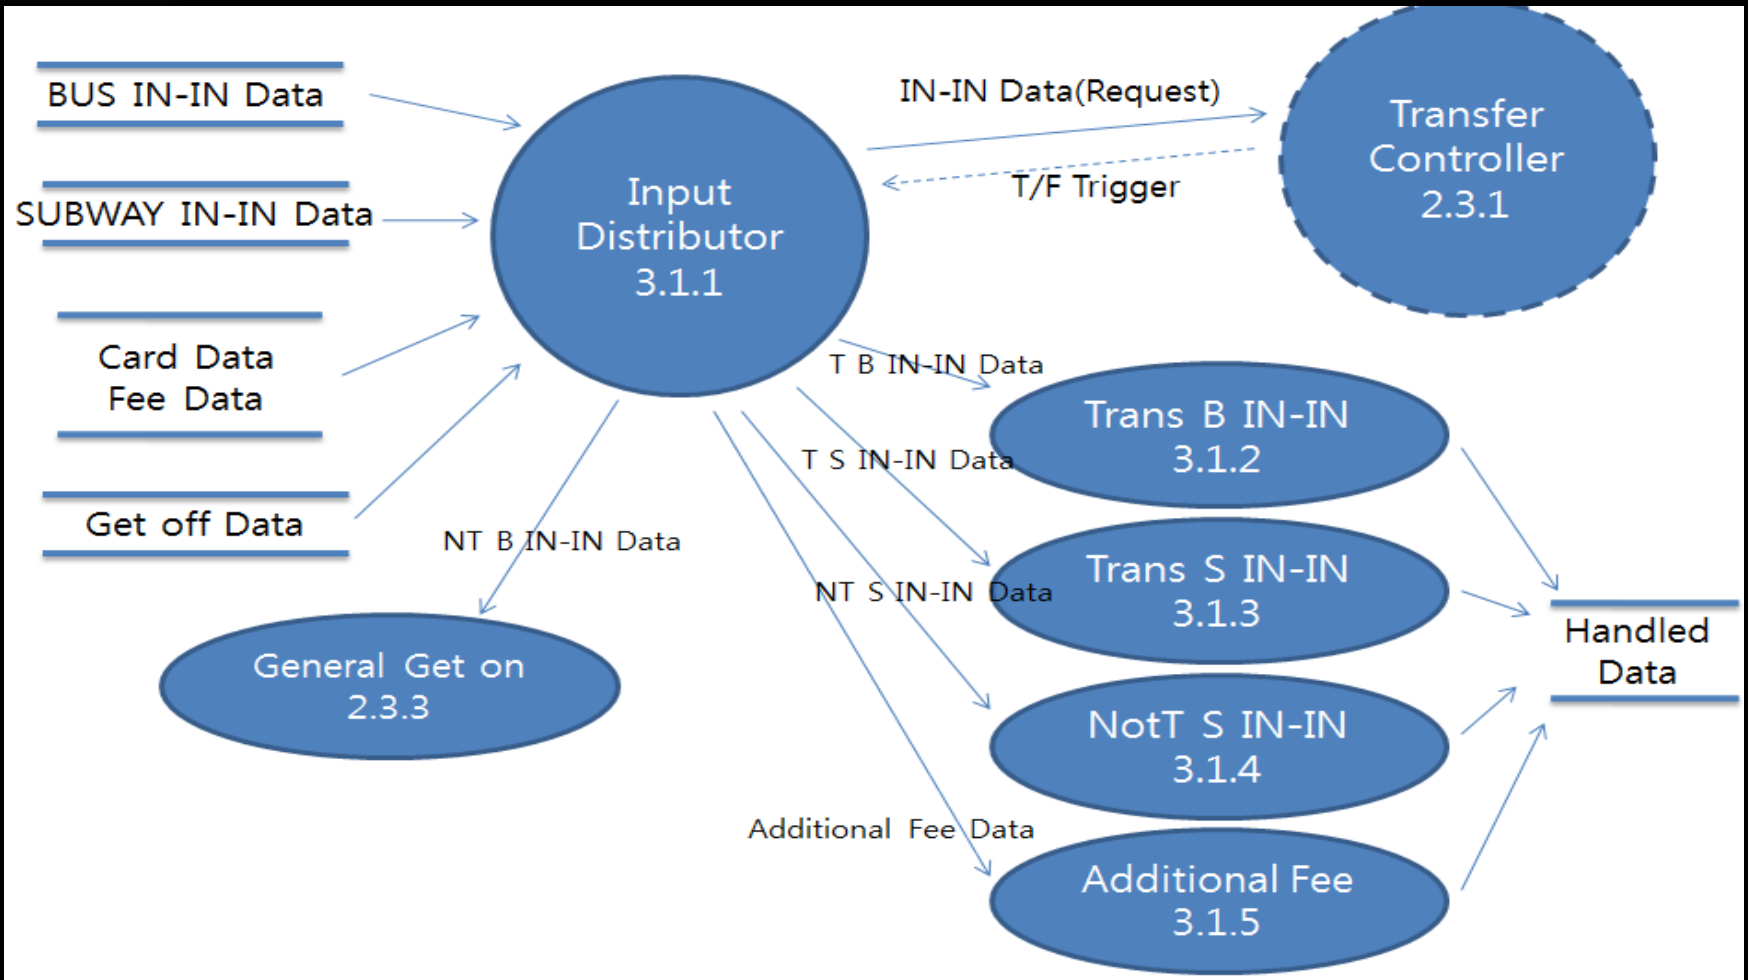 BUS IN-IN Data
SUBWAY IN-IN Data
Card Data
Fee Data
Get off Data
Input
Distributor
3.1.1
IN-IN Data(Request)
T/F Trigger
Transfer
Controller
2.3.1
T B IN-IN Data
T S IN-IN Data
NT B IN-IN Data
NT S IN-IN Data
Additional Fee Data
General Get on
2.3.3
Trans B IN-IN
3.1.2
Trans S IN-IN
3.1.3
NotT S IN-IN
3.1.4
Additional Fee
3.1.5
Handled
Data